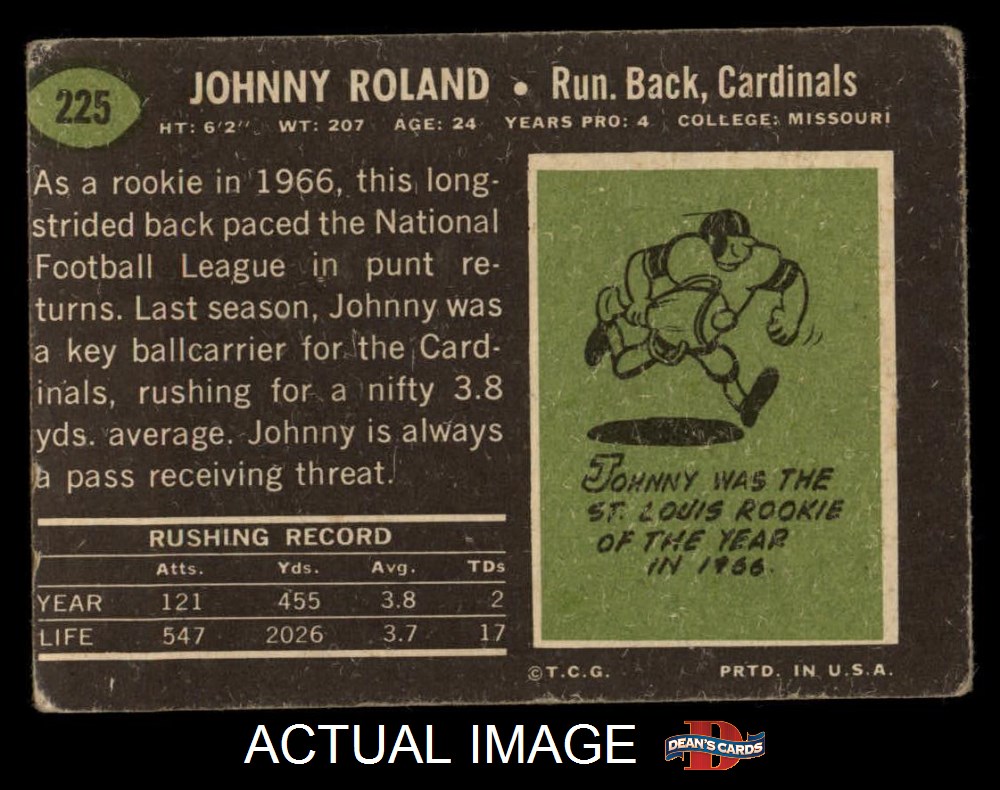 225
JOHNNY ROLAND • Run. Back, Cardinals
HT: 6'2" WT: 207 AGE: 24 YEARS PRO: 4 COLLEGE: MISSOURI
As a rookie in 1966, this long-
strided back paced the National
Football League in punt re-
turns. Last season, Johnny was
a key ballcarrier for the Card-
inals, rushing for a nifty 3.8
yds. average. Johnny is always
a pass receiving threat.
RUSHING RECORD
Atts. Yds. Avg. TDs
YEAR 121 455 3.8 2
LIFE 547 2026 3.7 17
JOHNNY WAS THE
ST. LOUIS ROOKIE
OF THE YEAR
IN 1966.
©T.C.G. PRTD. IN U.S.A.
ACTUAL IMAGE
DEAN'S CARDS